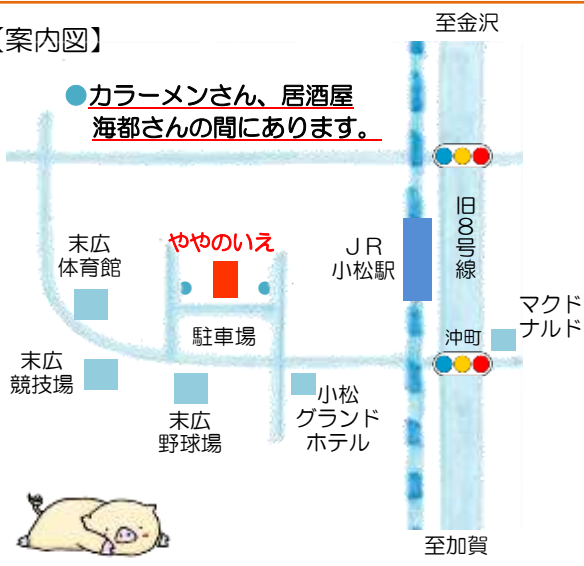 【案内図】
至金沢
●カラーメンさん、居酒屋
海都さんの間にあります。
旧8号線
ややのいえ
末広
体育館
JR
小松駅
マクド
ナルド
駐車場
沖町
末広
競技場
小松
グランド
ホテル
末広
野球場
至加賀